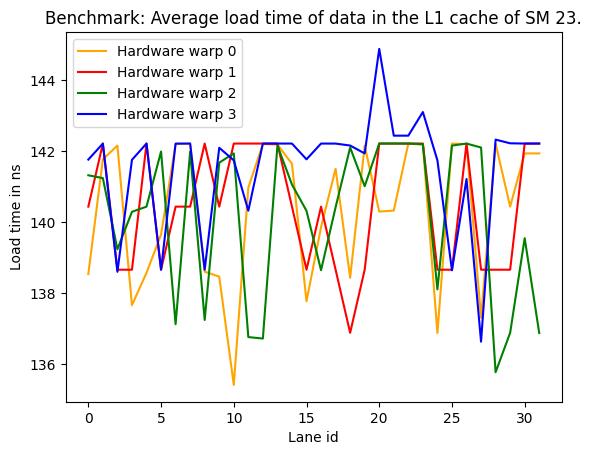 Benchmark: Average load time of data in the L1 cache of SM 23.
Hardware warp 0
Hardware warp 1
Hardware warp 2
Hardware warp 3
144
142
140
138
136
Load time in ns
0 5 10 15 20 25 30
Lane id